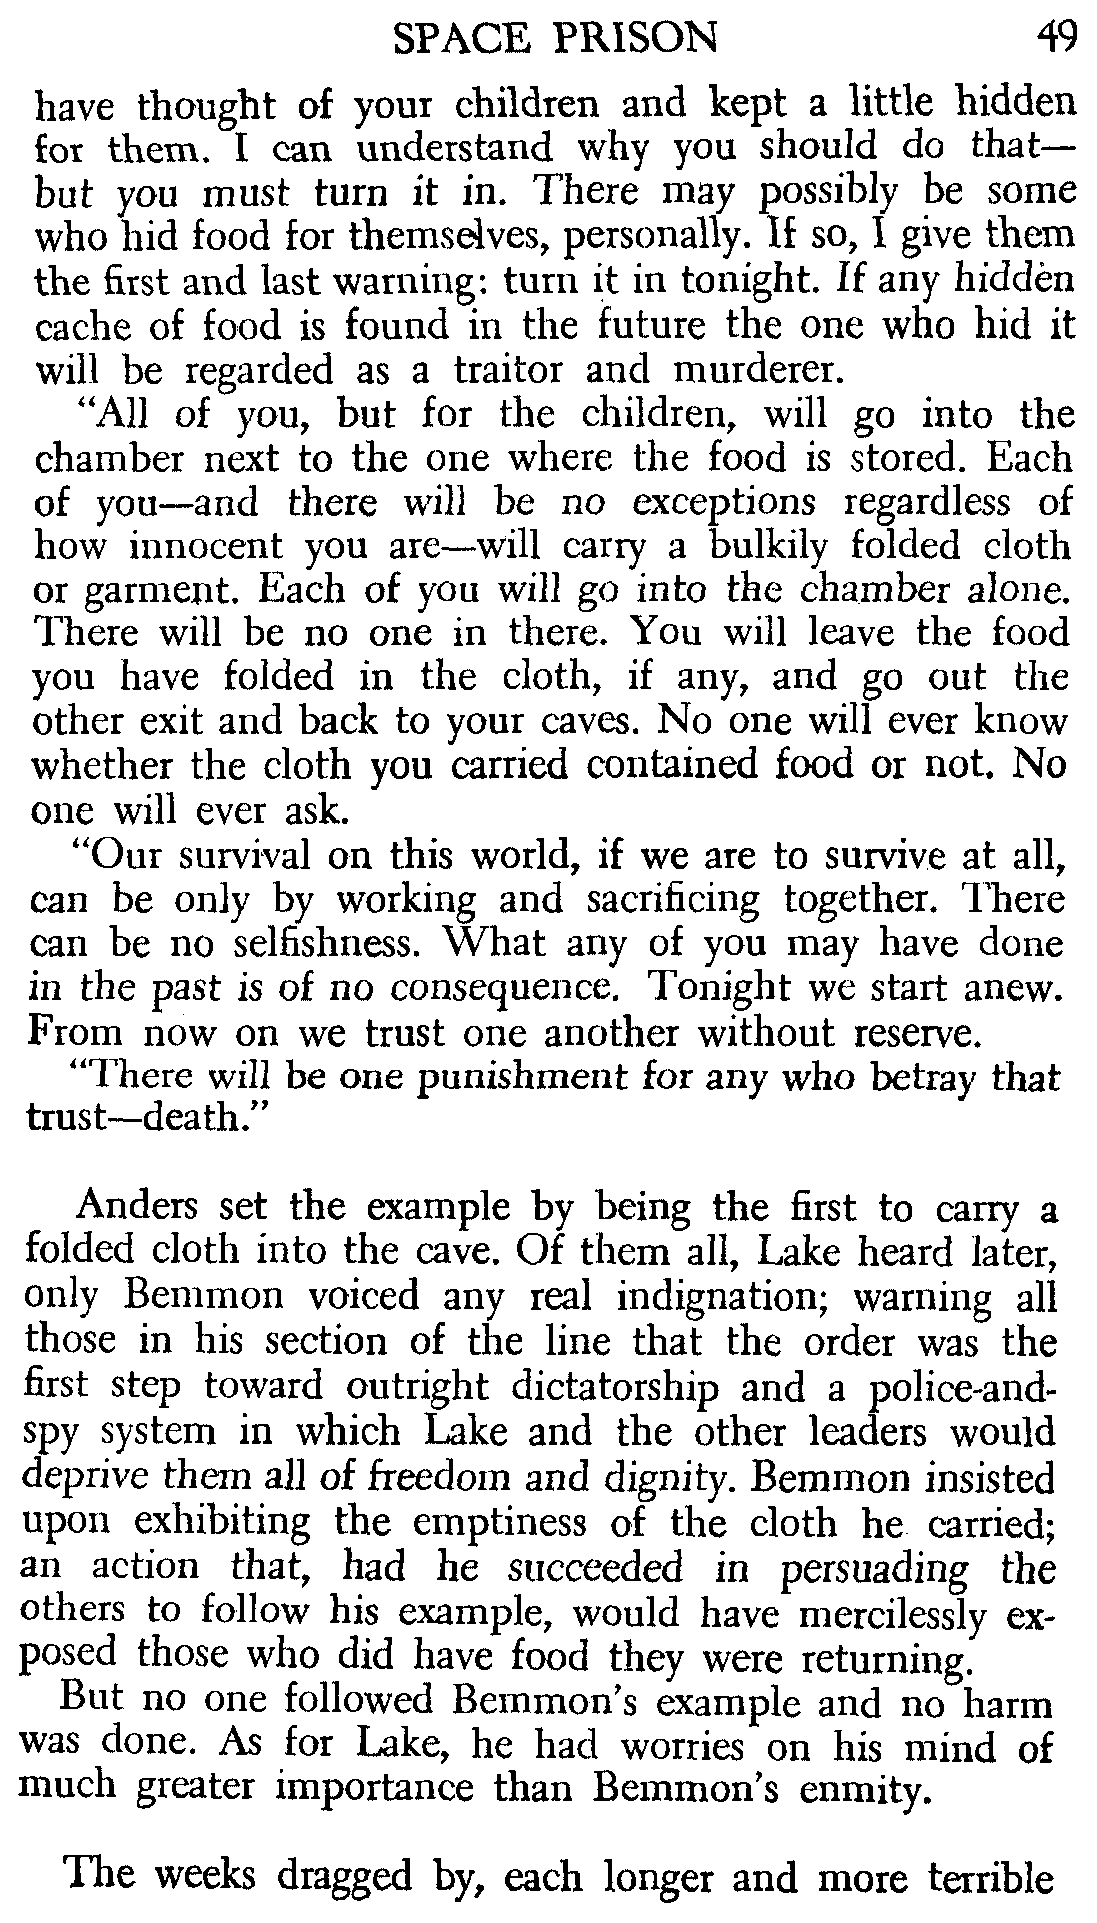 SPACE PRISON 49
have thought of your children and kept a little hidden
for them. I can understand why you should do that—
but you must turn it in. There may possibly be some
who hid food for themselves, personally. If so, I give them
the first and last warning: turn it in tonight. If any hidden
cache of food is found in the future the one who hid it
will be regarded as a traitor and murderer.
"All of you, but for the children, will go into the
chamber next to the one where the food is stored. Each
of you—and there will be no exceptions regardless of
how innocent you are—will carry a bulkily folded cloth
or garment. Each of you will go into the chamber alone.
There will be no one in there. You will leave the food
you have folded in the cloth, if any, and go out the
other exit and back to your caves. No one will ever know
whether the cloth you carried contained food or not. No
one will ever ask.
"Our survival on this world, if we are to survive at all,
can be only by working and sacrificing together. There
can be no selfishness. What any of you may have done
in the past is of no consequence. Tonight we start anew.
From now on we trust one another without reserve.
"There will be one punishment for any who betray that
trust—death."
Anders set the example by being the first to carry a
folded cloth into the cave. Of them all, Lake heard later,
only Bemmon voiced any real indignation; warning all
those in his section of the line that the order was the
first step toward outright dictatorship and a police-and-
spy system in which Lake and the other leaders would
deprive them all of freedom and dignity. Bemmon insisted
upon exhibiting the emptiness of the cloth he carried;
an action that, had he succeeded in persuading the
others to follow his example, would have mercilessly ex-
posed those who did have food they were returning.
But no one followed Bemmon's example and no harm
was done. As for Lake, he had worries on his mind of
much greater importance than Bemmon's enmity.
The weeks dragged by, each longer and more terrible